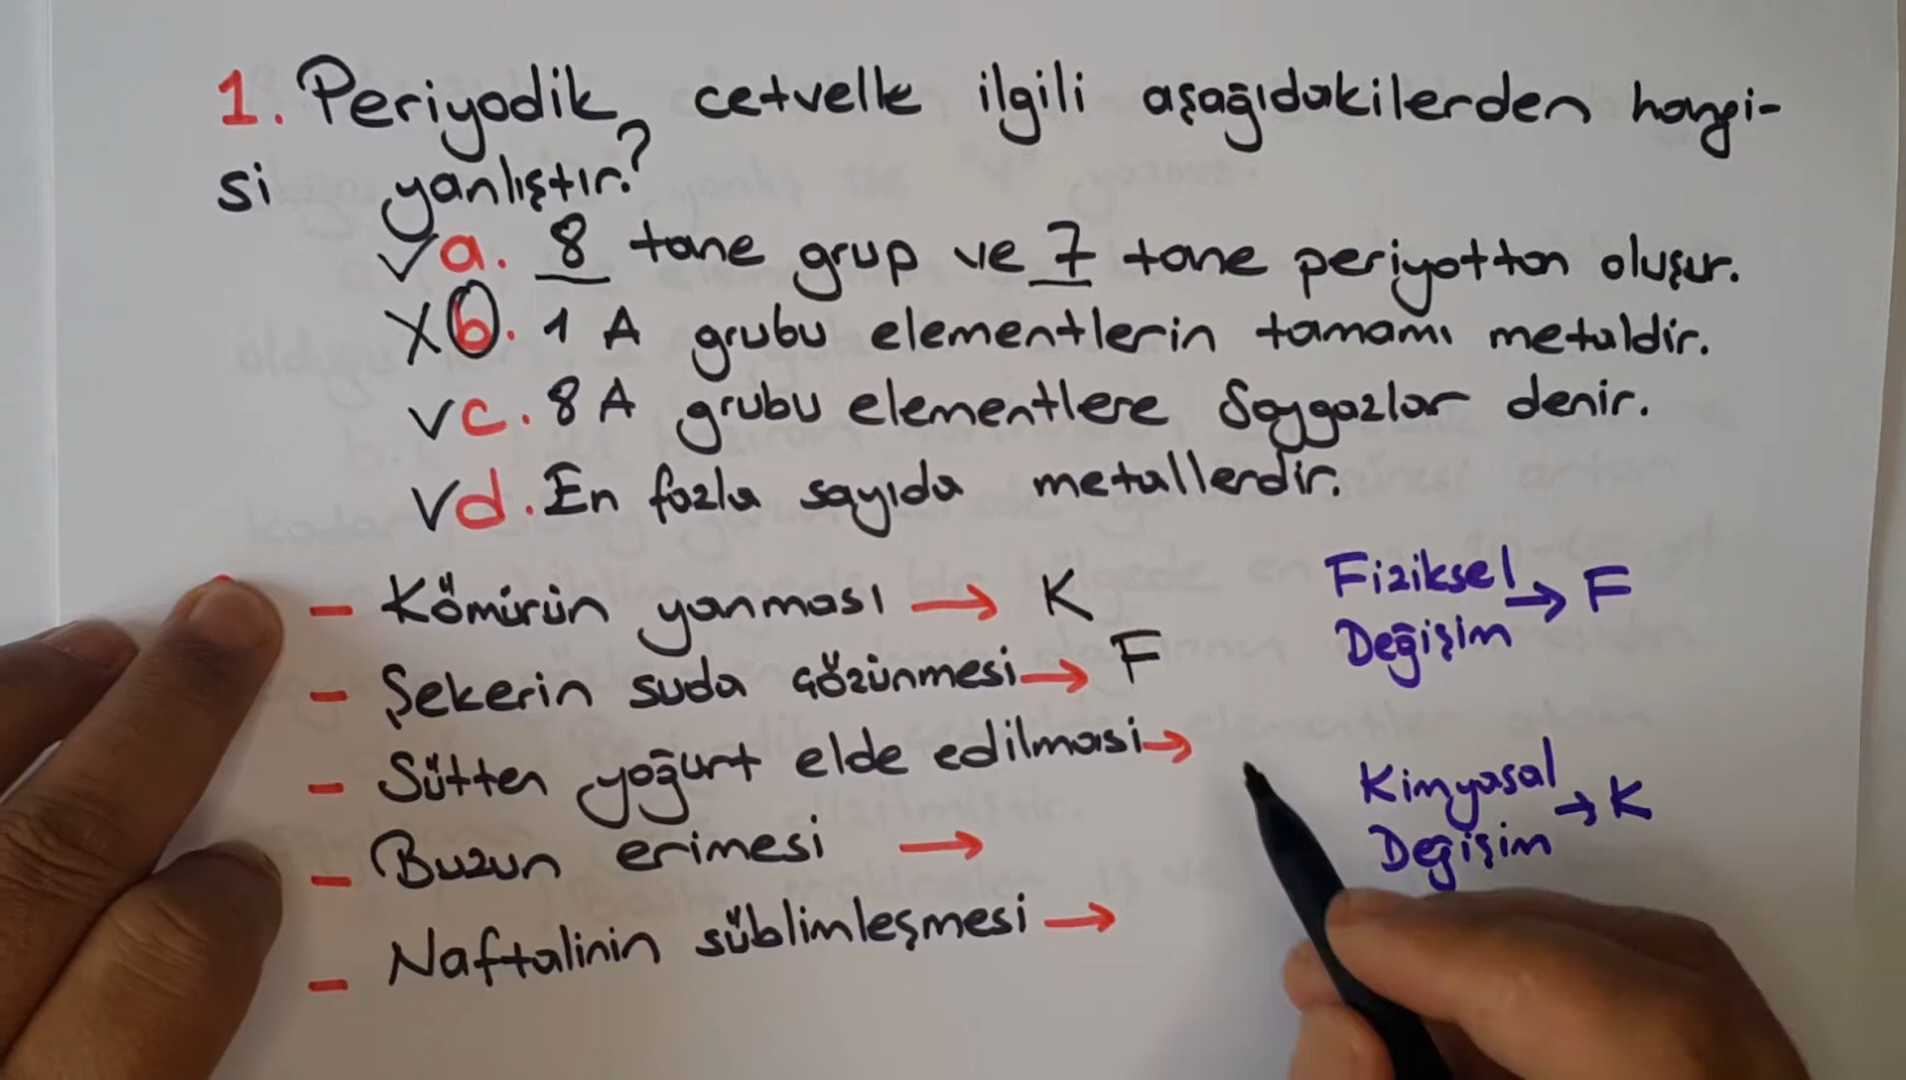 1. Periyodik cetvelle ilgili aşağıdakilerden hangi-
si yanlıştır?
√ a. 8 tane grup ve 7 tane periyottan oluşur.
X b. 1 A grubu elementlerin tamamı metaldir.
√ c. 8 A grubu elementlere Soygazlar denir.
√ d. En fazla sayıda metallerdir.
- Kömürün yanması → K
- Şekerin suda çözünmesi → F
- Sütten yoğurt elde edilmasi →
- Buzun erimesi →
- Naftalinin süblimleşmesi →
Fiziksel
Değişim → F
Kimyasal
Değişim → K